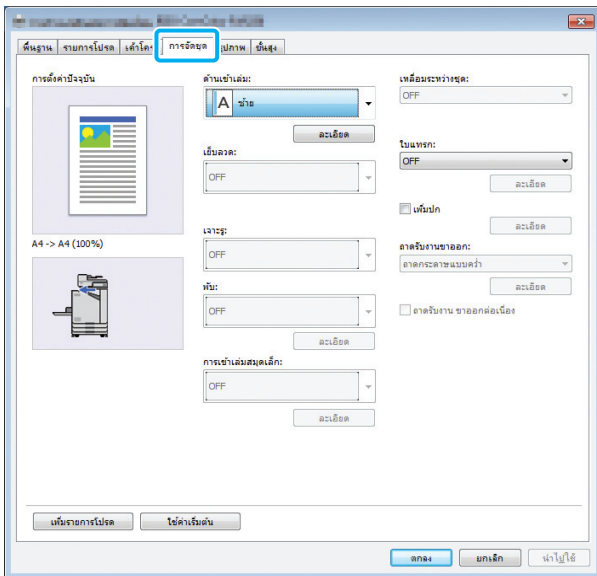 พื้นฐาน
รายการโปรด
การจัดชุด
ขั้นสูง
การตั้งค่าปัจจุบัน
A4 -> A4 (100%)
ด้านเข้าเล่ม:
A ซ้าย
ละเอียด
เย็บลวด:
OFF
เจาะรู:
OFF
พับ:
OFF
ละเอียด
การเข้าเล่มสมุดเล็ก:
OFF
ละเอียด
เหลื่อมระหว่างชุด:
OFF
ใบแทรก:
OFF
ละเอียด
เพิ่มปก
ละเอียด
ถาดรับงานขาออก:
ถาดกระดาษแบบคว่ำ
ละเอียด
ถาดรับงาน ขาออกต่อเนื่อง
เพิ่มรายการโปรด
ใช้ค่าเริ่มต้น
ตกลง
ยกเลิก
นำไปใช้